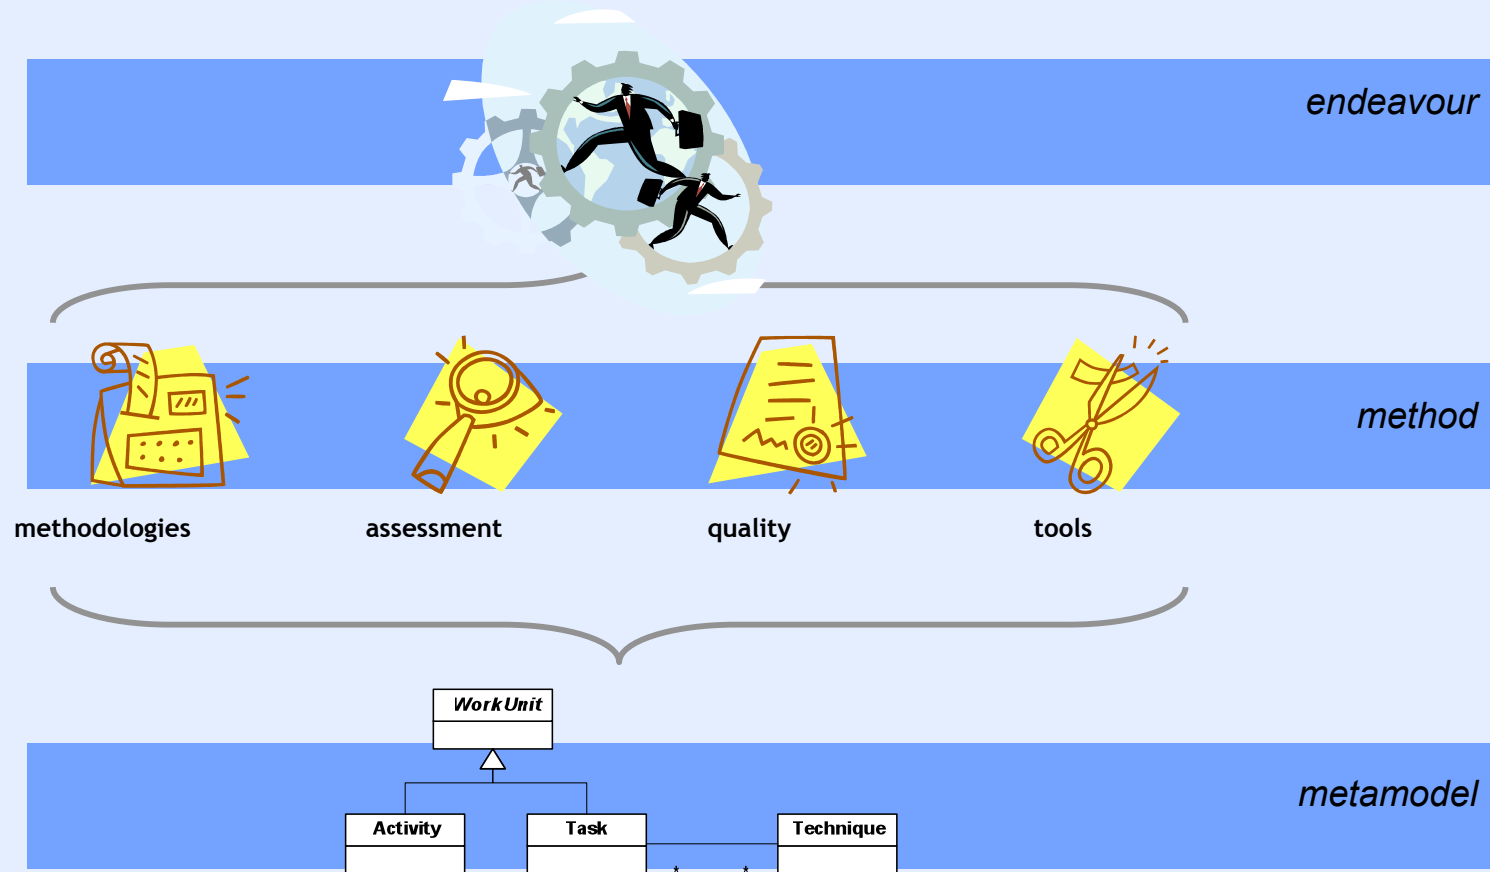 endeavour
method
methodologies
assessment
quality
tools
WorkUnit
metamodel
Activity
Task
Technique
* *